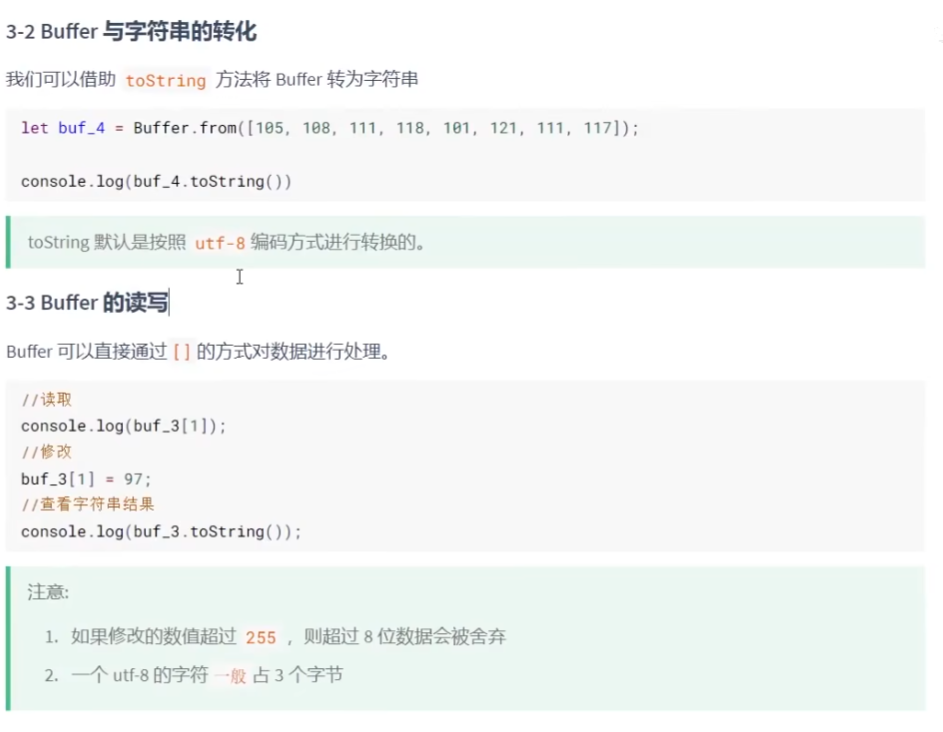 3-2 Buffer 与字符串的转化
我们可以借助 toString 方法将 Buffer 转为字符串
let buf_4 = Buffer.from([105, 108, 111, 118, 101, 121, 111, 117]);
console.log(buf_4.toString())
toString 默认是按照 utf-8 编码方式进行转换的。
3-3 Buffer 的读写
Buffer 可以直接通过 [] 的方式对数据进行处理。
//读取
console.log(buf_3[1]);
//修改
buf_3[1] = 97;
//查看字符串结果
console.log(buf_3.toString());
注意:
1. 如果修改的数值超过 255 ，则超过 8 位数据会被舍弃
2. 一个 utf-8 的字符 一般 占 3 个字节